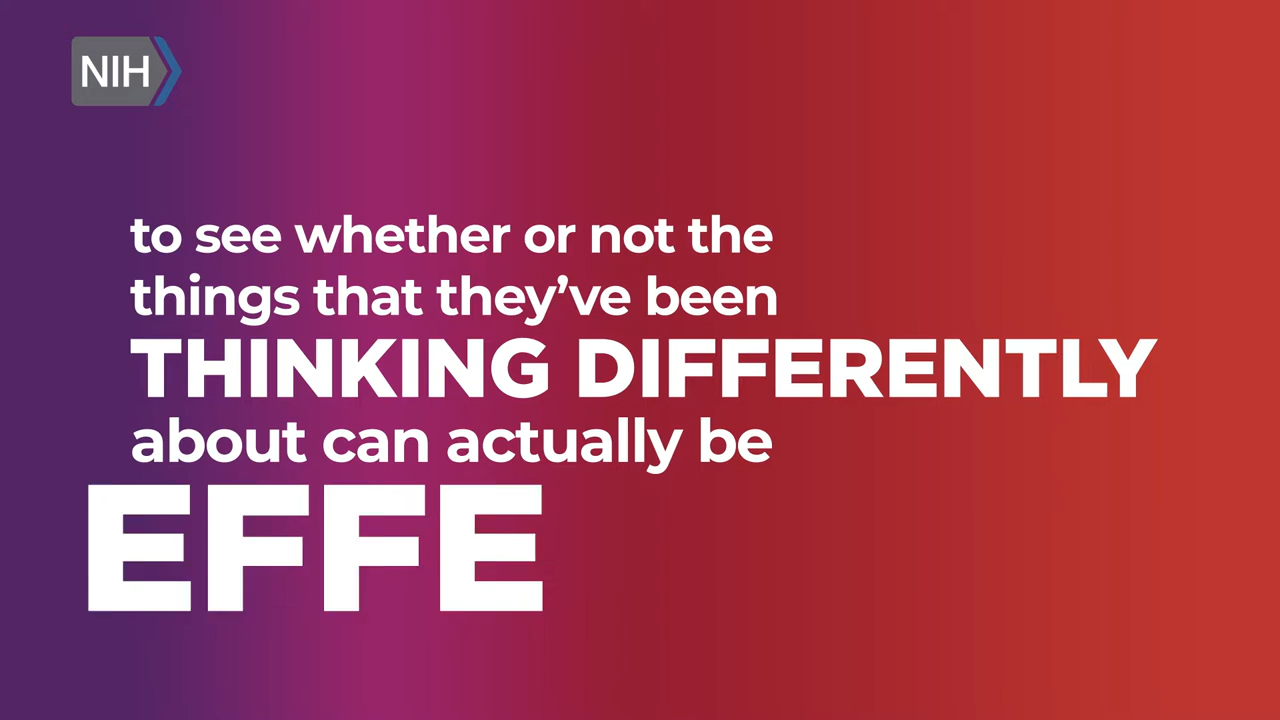 NIH
to see whether or not the
things that they’ve been
THINKING DIFFERENTLY
about can actually be
EFFE